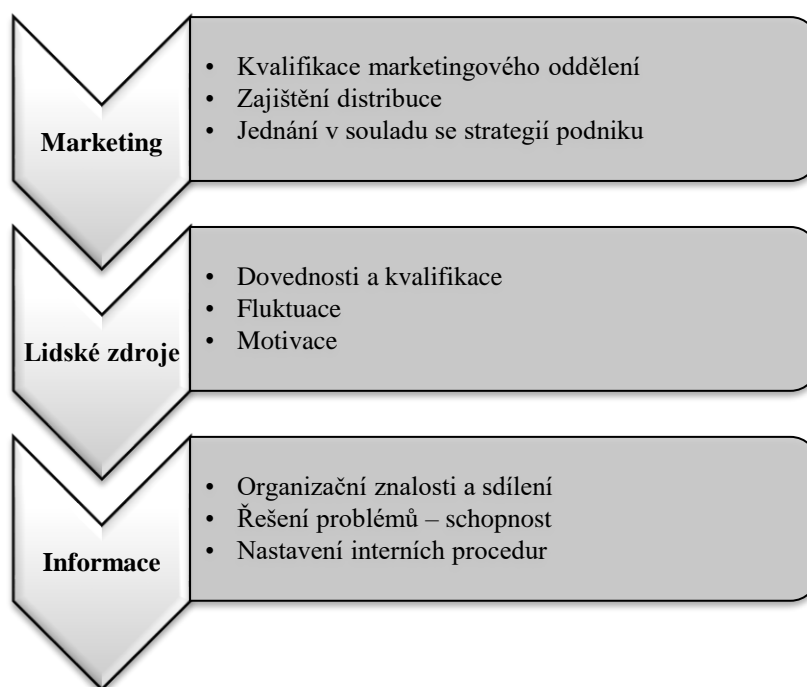 Marketing
• Kvalifikace marketingového oddělení
• Zajištění distribuce
• Jednání v souladu se strategií podniku
Lidské zdroje
• Dovednosti a kvalifikace
• Fluktuace
• Motivace
Informace
• Organizační znalosti a sdílení
• Řešení problémů – schopnost
• Nastavení interních procedur